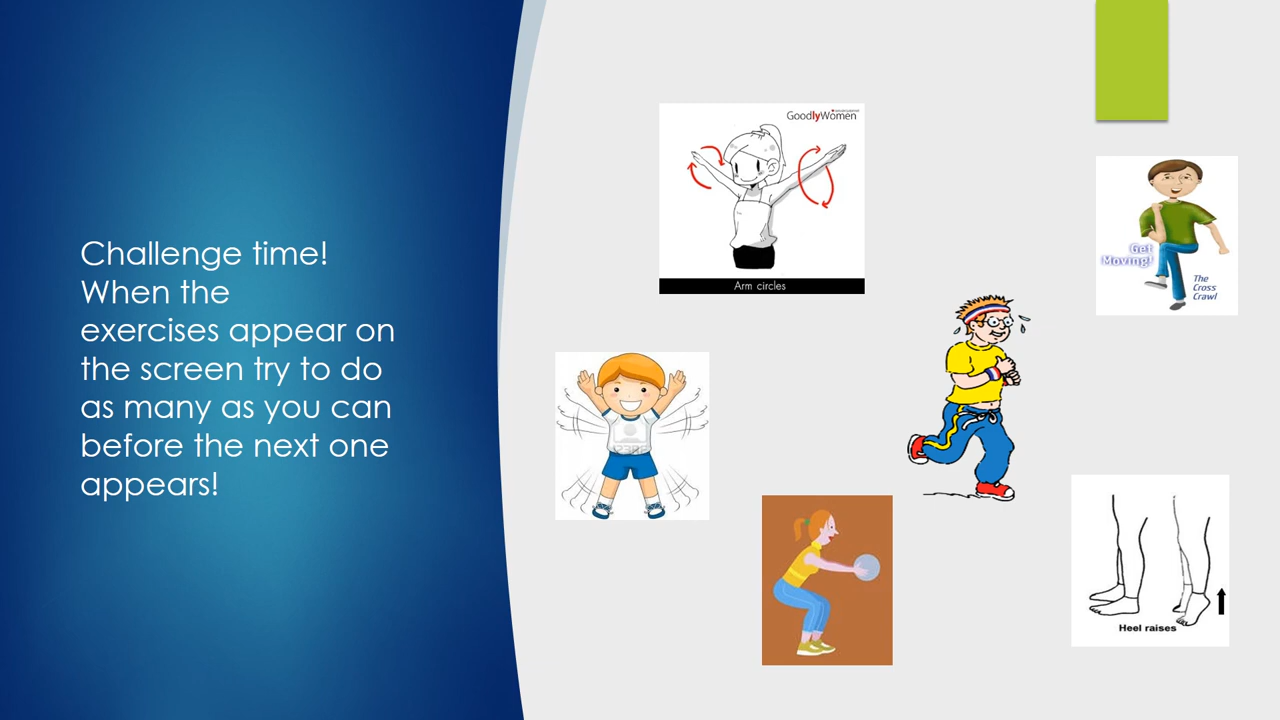 Challenge time!
When the
exercises appear on
the screen try to do
as many as you can
before the next one
appears!
GoodlyWomen
Arm circles
Get
Moving!
The
Cross
Crawl
Heel raises